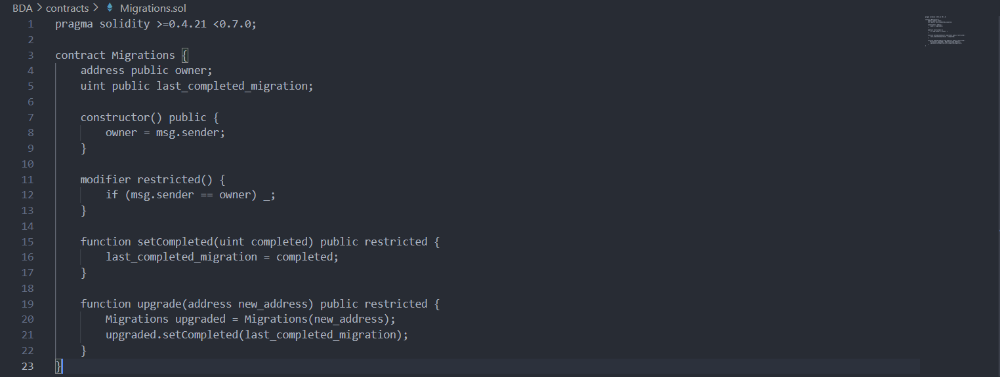 BDA > contracts > Migrations.sol
1 pragma solidity >=0.4.21 <0.7.0;
2
3 contract Migrations {
4     address public owner;
5     uint public last_completed_migration;
6
7     constructor() public {
8         owner = msg.sender;
9     }
10
11     modifier restricted() {
12         if (msg.sender == owner) _;
13     }
14
15     function setCompleted(uint completed) public restricted {
16         last_completed_migration = completed;
17     }
18
19     function upgrade(address new_address) public restricted {
20         Migrations upgraded = Migrations(new_address);
21         upgraded.setCompleted(last_completed_migration);
22     }
23 }